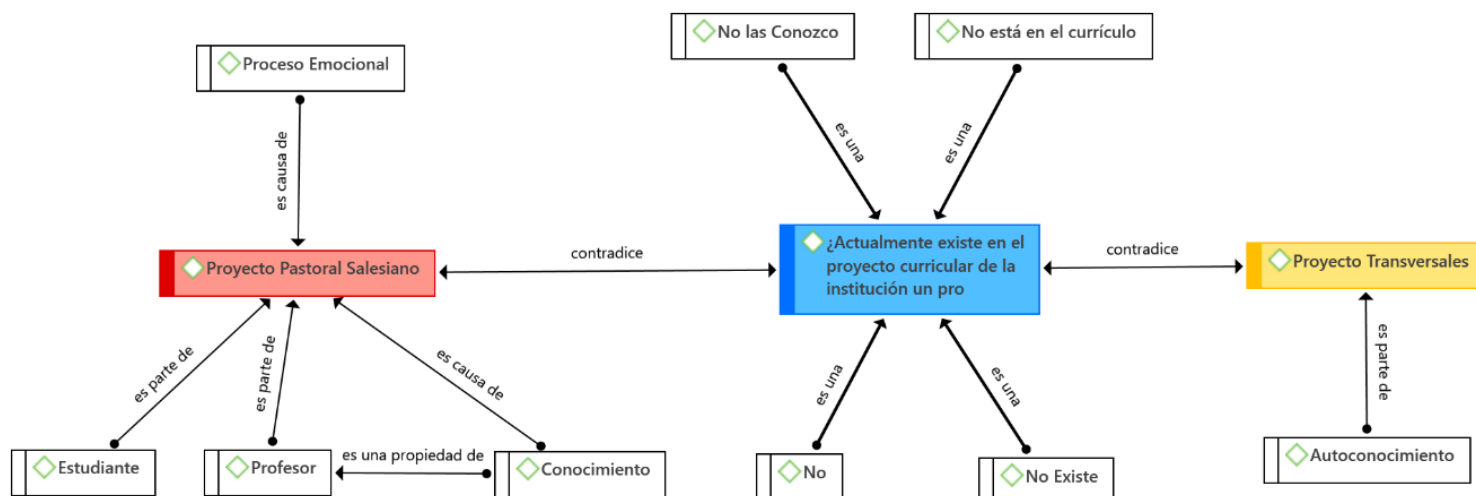 No las Conozco
No está en el currículo
Proceso Emocional
es una
es una
es causa de
¿Actualmente existe en el
proyecto curricular de la
institución un pro
contradice
contradice
Proyecto Pastoral Salesiano
Proyecto Transversales
es parte de
es parte de
es causa de
es una
es una
es parte de
Estudiante
Profesor
es una propiedad de
Conocimiento
No
No Existe
Autoconocimiento